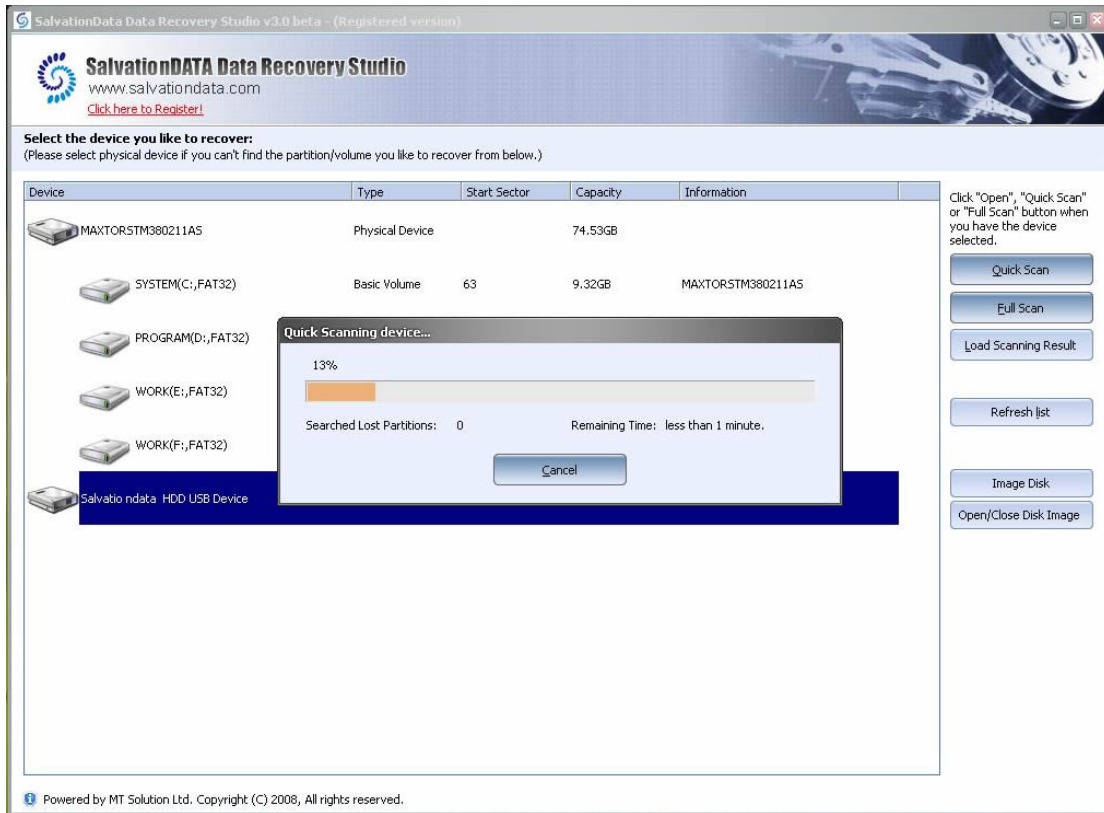 SalvationData Data Recovery Studio v3.0 beta - (Registered version)
SalvationDATA Data Recovery Studio
www.salvationdata.com
Click here to Register!
Select the device you like to recover:
(Please select physical device if you can't find the partition/volume you like to recover from below.)
Device Type Start Sector Capacity Information
MAXTORSTM380211AS Physical Device 74.53GB
SYSTEM(C:,FAT32) Basic Volume 63 9.32GB MAXTORSTM380211AS
PROGRAM(D:,FAT32)
WORK(E:,FAT32)
WORK(F:,FAT32)
Salvatio ndata HDD USB Device
Quick Scanning device...
13%
Searched Lost Partitions: 0 Remaining Time: less than 1 minute.
Cancel
Click "Open", "Quick Scan"
or "Full Scan" button when
you have the device
selected.
Quick Scan
Full Scan
Load Scanning Result
Refresh list
Image Disk
Open/Close Disk Image
Powered by MT Solution Ltd. Copyright (C) 2008, All rights reserved.